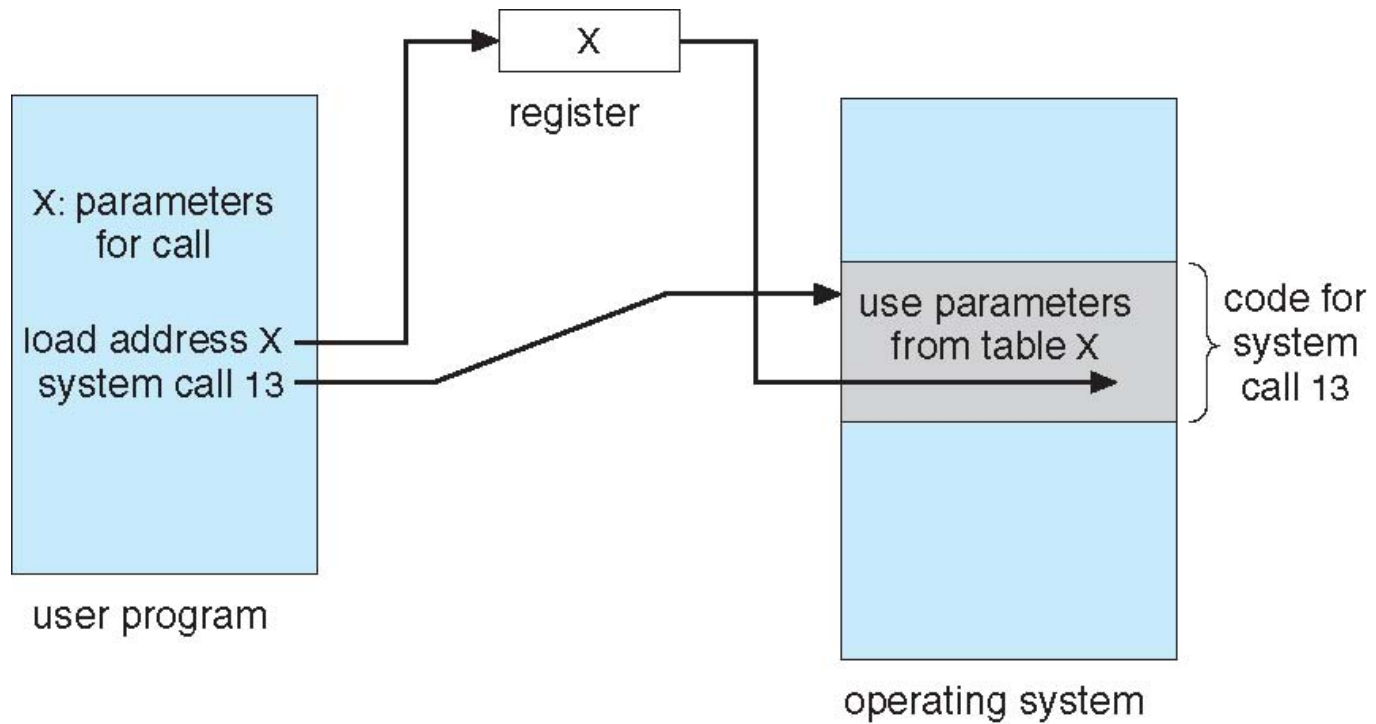 X
register
X: parameters
for call
load address X
system call 13
use parameters
from table X
code for
system
call 13
user program
operating system